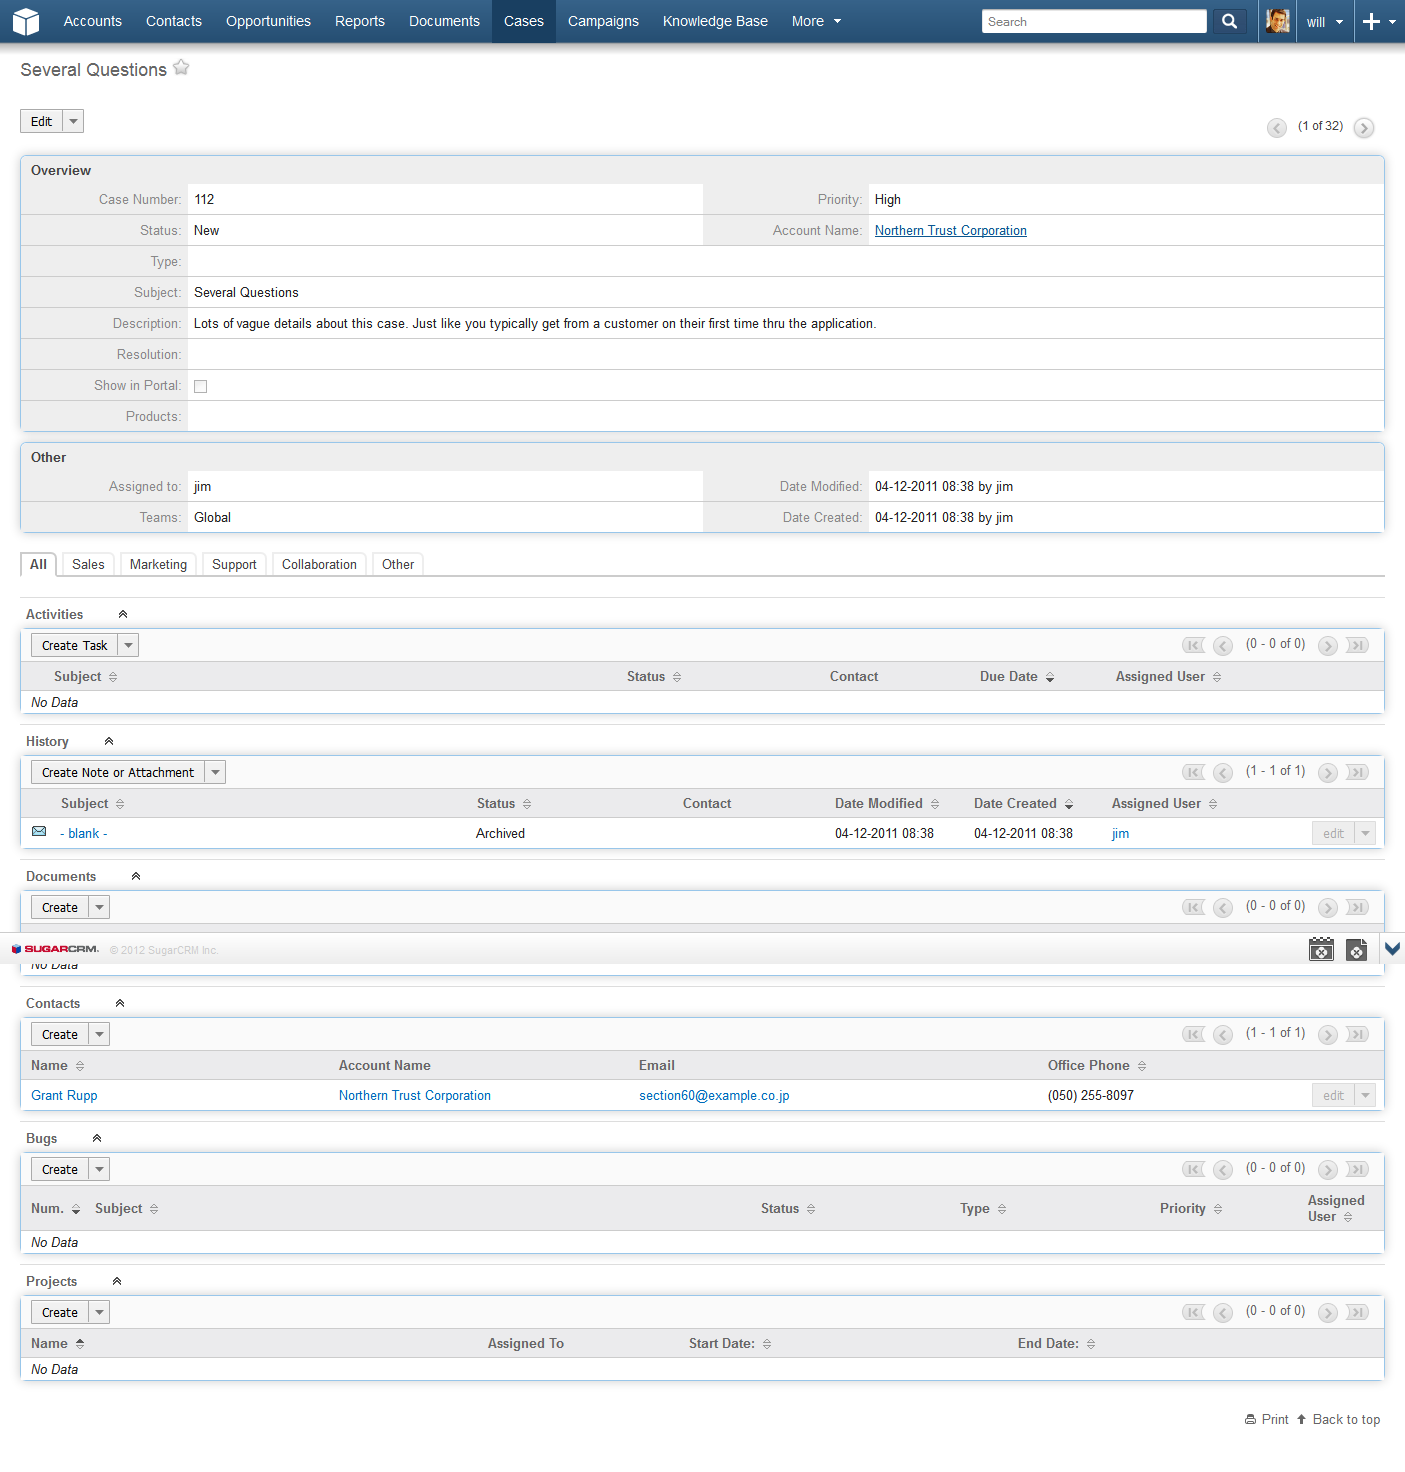 Accounts Contacts Opportunities Reports Documents Cases Campaigns Knowledge Base More Search will
Several Questions
Edit (1 of 32)
Overview
Case Number: 112 Priority: High
Status: New Account Name: Northern Trust Corporation
Type:
Subject: Several Questions
Description: Lots of vague details about this case. Just like you typically get from a customer on their first time thru the application.
Resolution:
Show in Portal:
Products:
Other
Assigned to: jim Date Modified: 04-12-2011 08:38 by jim
Teams: Global Date Created: 04-12-2011 08:38 by jim
All Sales Marketing Support Collaboration Other
Activities
Create Task (0 - 0 of 0)
Subject Status Contact Due Date Assigned User
No Data
History
Create Note or Attachment (1 - 1 of 1)
Subject Status Contact Date Modified Date Created Assigned User
- blank - Archived 04-12-2011 08:38 04-12-2011 08:38 jim edit
Documents
Create (0 - 0 of 0)
SUGARCRM. © 2012 SugarCRM Inc.
No Data
Contacts
Create (1 - 1 of 1)
Name Account Name Email Office Phone
Grant Rupp Northern Trust Corporation section60@example.co.jp (050) 255-8097 edit
Bugs
Create (0 - 0 of 0)
Num. Subject Status Type Priority Assigned User
No Data
Projects
Create (0 - 0 of 0)
Name Assigned To Start Date: End Date:
No Data
Print Back to top